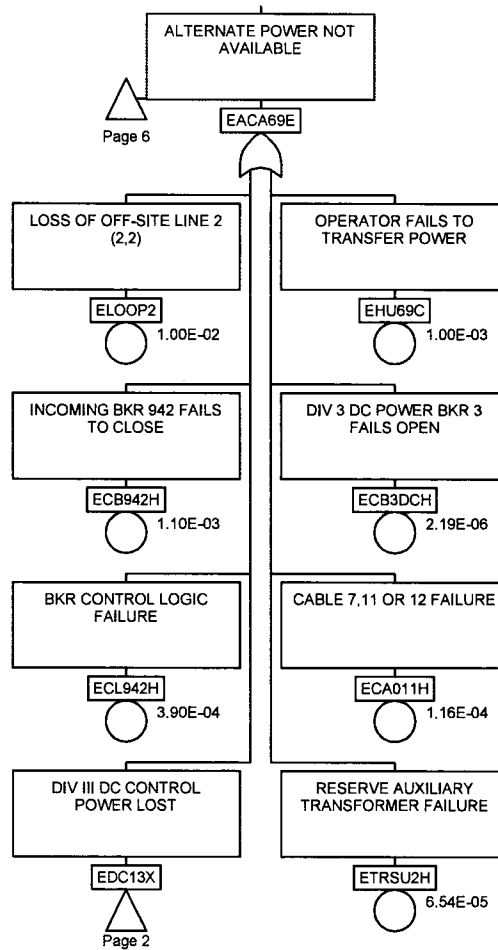 ALTERNATE POWER NOT
AVAILABLE
Page 6
EACA69E
LOSS OF OFF-SITE LINE 2
(2,2)
ELOOP2
1.00E-02
OPERATOR FAILS TO
TRANSFER POWER
EHU69C
1.00E-03
INCOMING BKR 942 FAILS
TO CLOSE
ECB942H
1.10E-03
DIV 3 DC POWER BKR 3
FAILS OPEN
ECB3DCH
2.19E-06
BKR CONTROL LOGIC
FAILURE
ECL942H
3.90E-04
CABLE 7,11 OR 12 FAILURE
ECA011H
1.16E-04
DIV III DC CONTROL
POWER LOST
EDC13X
Page 2
RESERVE AUXILIARY
TRANSFORMER FAILURE
ETRSU2H
6.54E-05